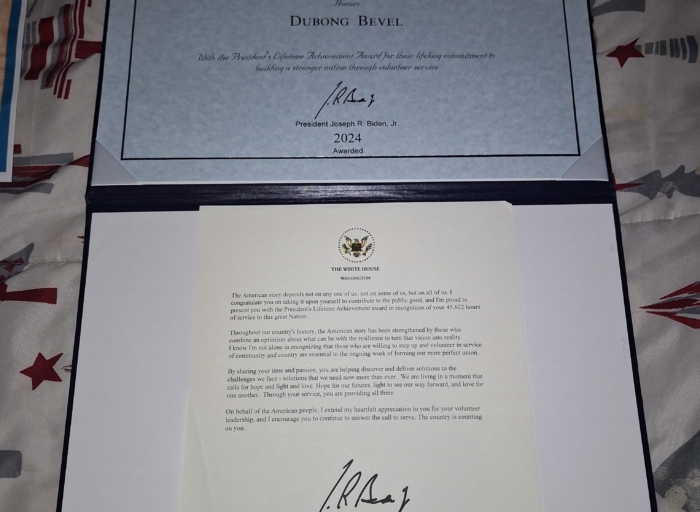 Honors
DUBONG BEVEL
With the President's Lifetime Achievement Award for their lifelong commitment to
building a stronger nation through volunteer service
President Joseph R. Biden, Jr.
2024
Awarded
THE WHITE HOUSE
WASHINGTON
The American story depends not on any one of us, not on some of us, but on all of us. I
congratulate you on taking it upon yourself to contribute to the public good, and I'm proud to
present you with the President's Lifetime Achievement award in recognition of your 45,622 hours
of service to this great Nation.
Throughout our country's history, the American story has been strengthened by those who
combine an optimism about what can be with the resilience to turn that vision into reality.
I know I'm not alone in recognizing that those who are willing to step up and volunteer in service
of community and country are essential to the ongoing work of forming our more perfect union.
By sharing your time and passion, you are helping discover and deliver solutions to the
challenges we face - solutions that we need now more than ever. We are living in a moment that
calls for hope and light and love. Hope for our futures, light to see our way forward, and love for
one another. Through your service, you are providing all three.
On behalf of the American people, I extend my heartfelt appreciation to you for your volunteer
leadership, and I encourage you to continue to answer the call to serve. The country is counting
on you.